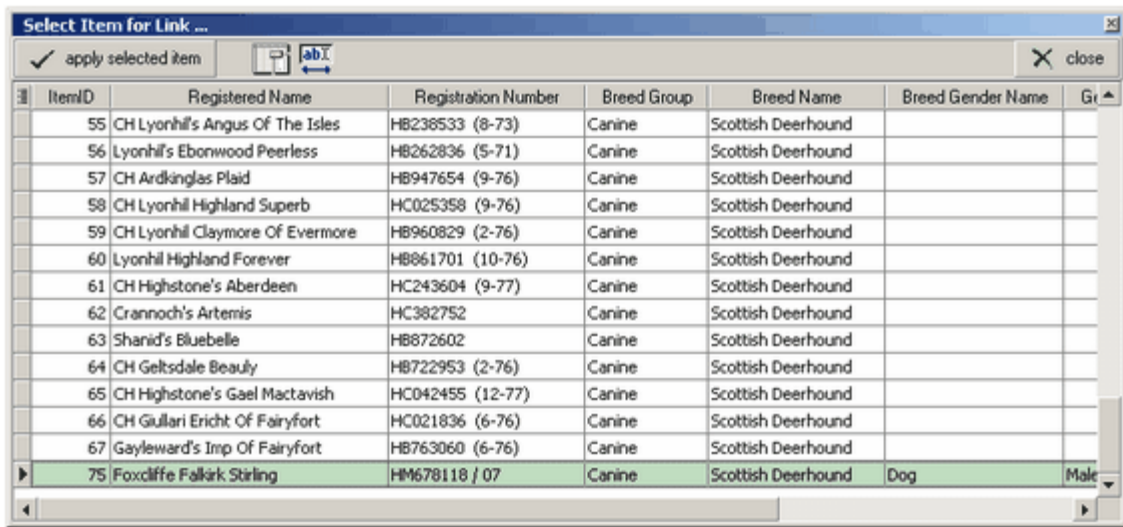 Select Item for Link ...
apply selected item abI close
ItemID Registered Name Registration Number Breed Group Breed Name Breed Gender Name Ge
55 CH Lyonhil's Angus Of The Isles HB238533 (8-73) Canine Scottish Deerhound
56 Lyonhil's Ebonwood Peerless HB262836 (5-71) Canine Scottish Deerhound
57 CH Ardkinglas Plaid HB947654 (9-76) Canine Scottish Deerhound
58 CH Lyonhil Highland Superb HC025358 (9-76) Canine Scottish Deerhound
59 CH Lyonhil Claymore Of Evermore HB960829 (2-76) Canine Scottish Deerhound
60 Lyonhil Highland Forever HB861701 (10-76) Canine Scottish Deerhound
61 CH Highstone's Aberdeen HC243604 (9-77) Canine Scottish Deerhound
62 Crannoch's Artemis HC382752 Canine Scottish Deerhound
63 Shanid's Bluebelle HB872602 Canine Scottish Deerhound
64 CH Geltsdale Beauly HB722953 (2-76) Canine Scottish Deerhound
65 CH Highstone's Gael Mactavish HC042455 (12-77) Canine Scottish Deerhound
66 CH Giullari Ericht Of Fairyfort HC021836 (6-76) Canine Scottish Deerhound
67 Gayleward's Imp Of Fairyfort HB763060 (6-76) Canine Scottish Deerhound
75 Foxcliffe Falkirk Stirling HM678118 / 07 Canine Scottish Deerhound Dog Male